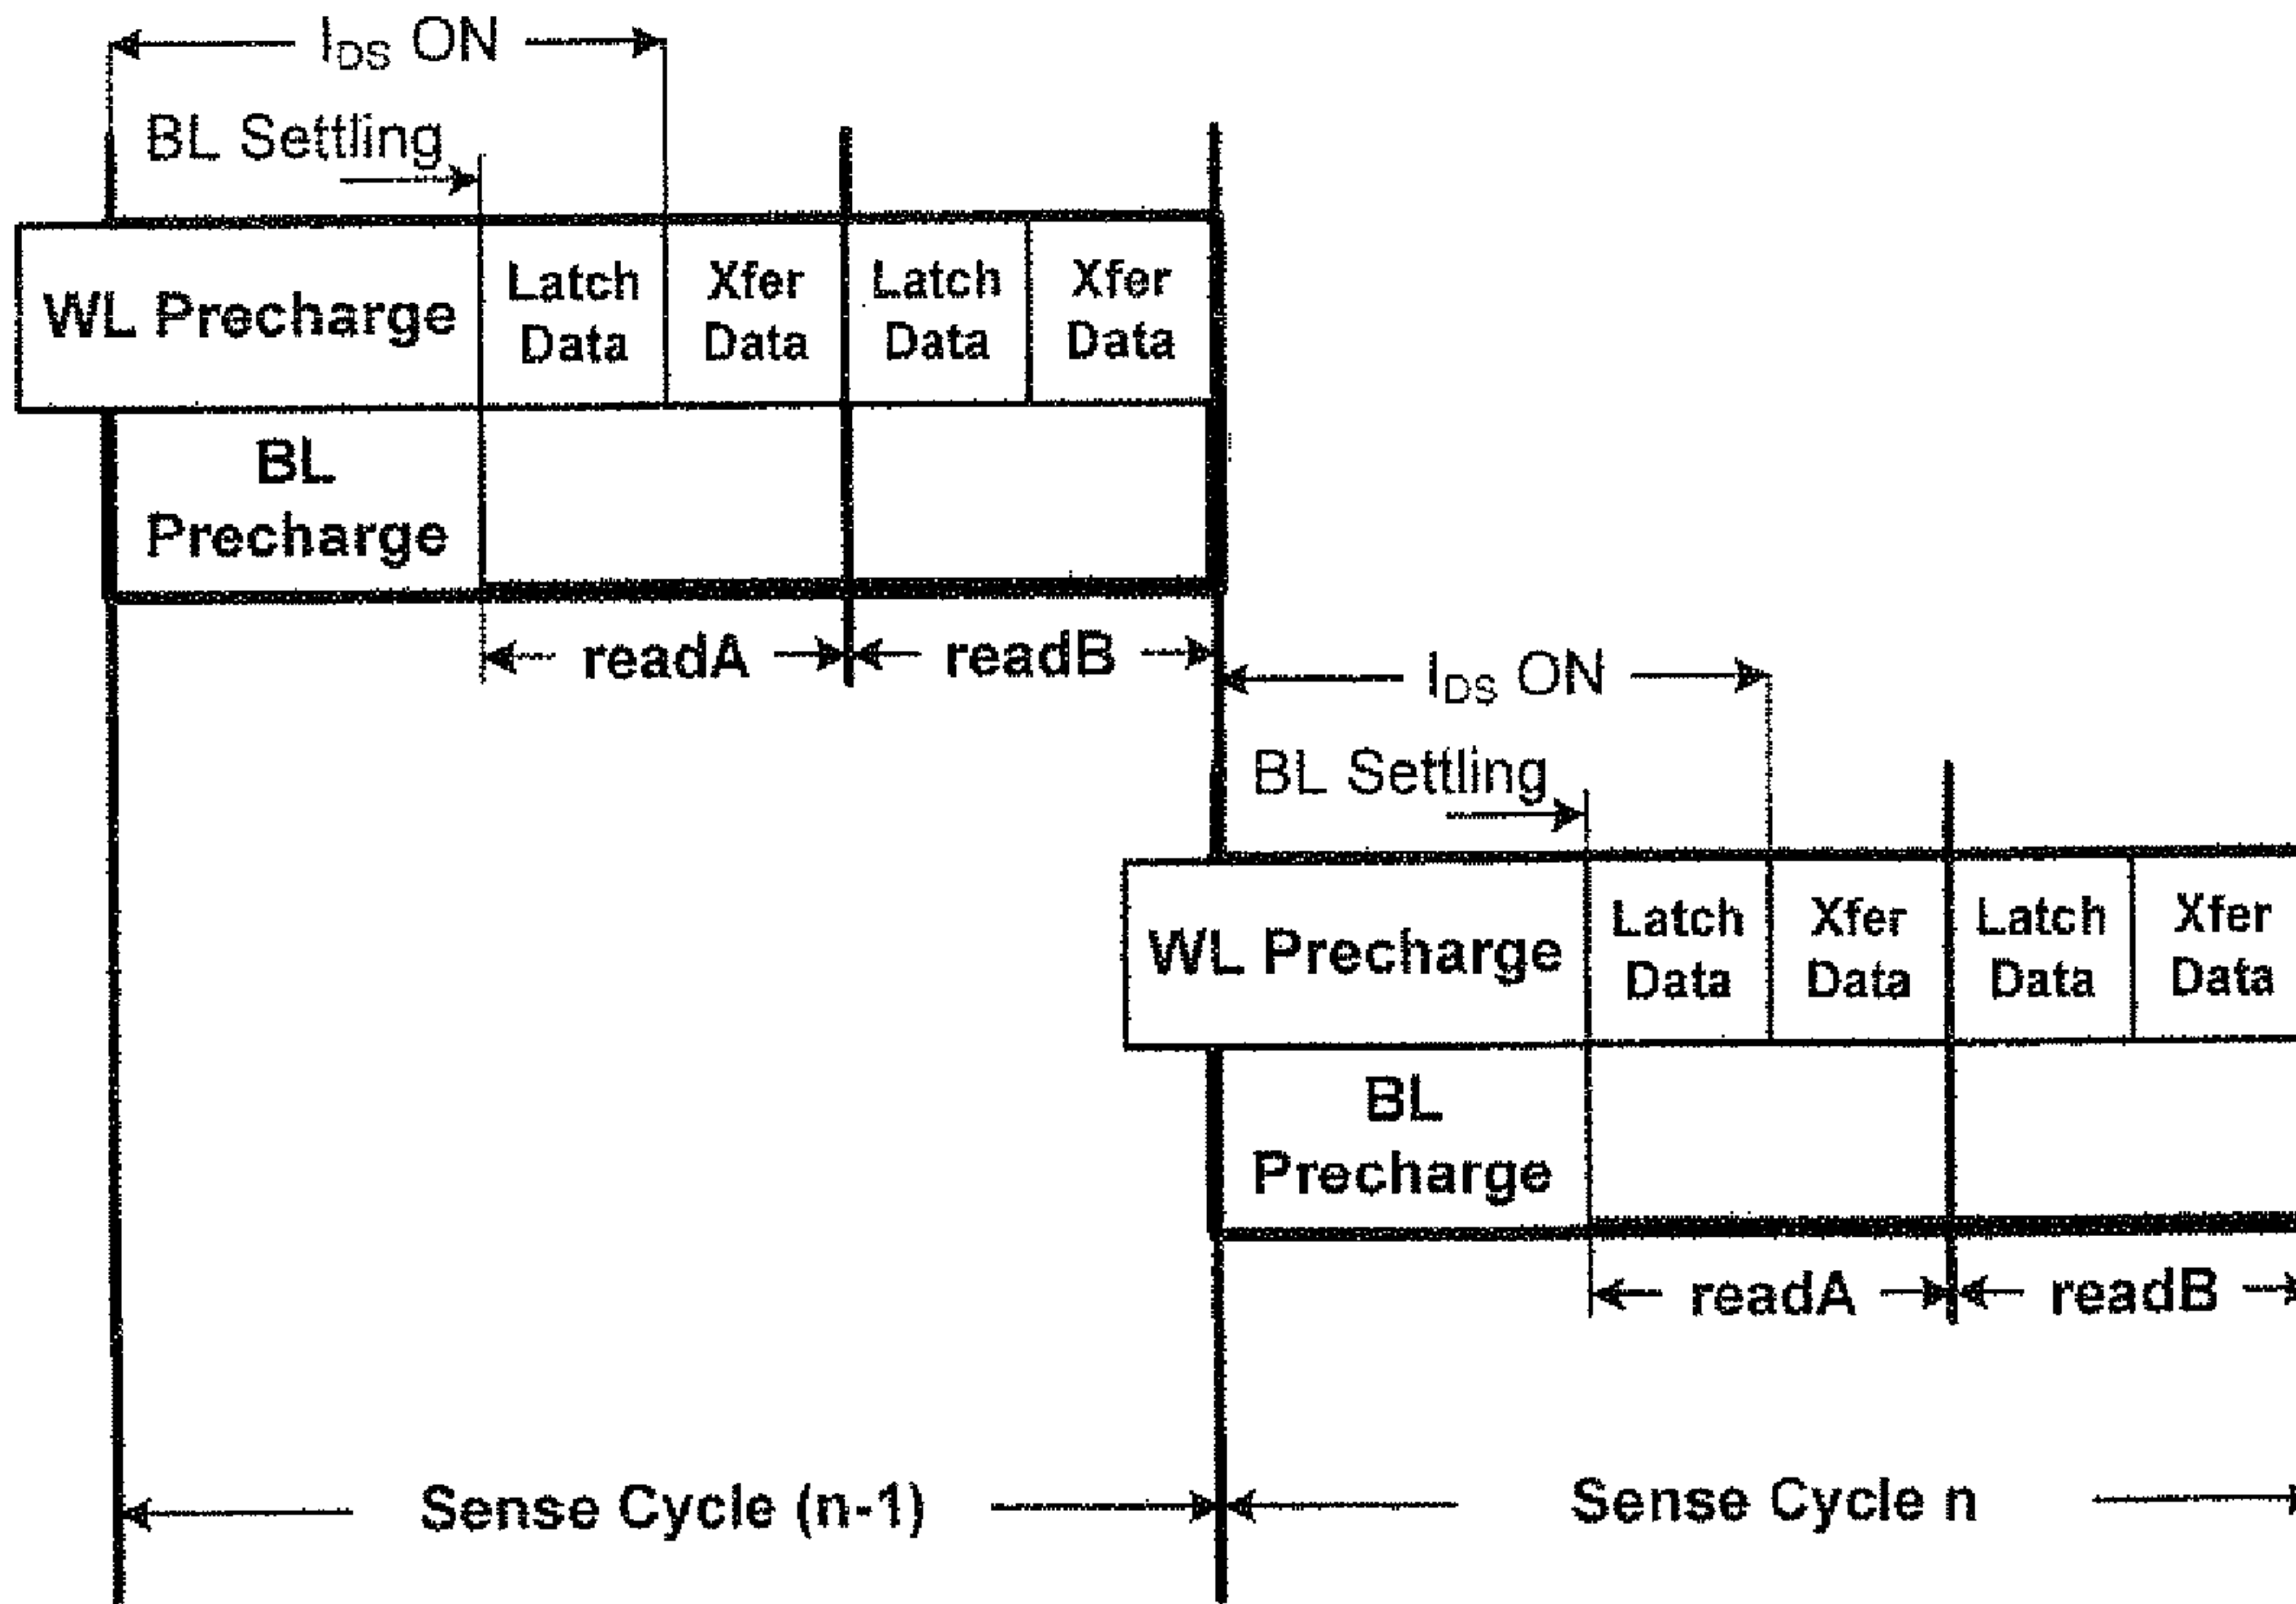 I_DS ON
BL Settling
WL Precharge
Latch Data
Xfer Data
Latch Data
Xfer Data
BL Precharge
readA
readB
I_DS ON
BL Settling
WL Precharge
Latch Data
Xfer Data
Latch Data
Xfer Data
BL Precharge
readA
readB
Sense Cycle (n-1)
Sense Cycle n